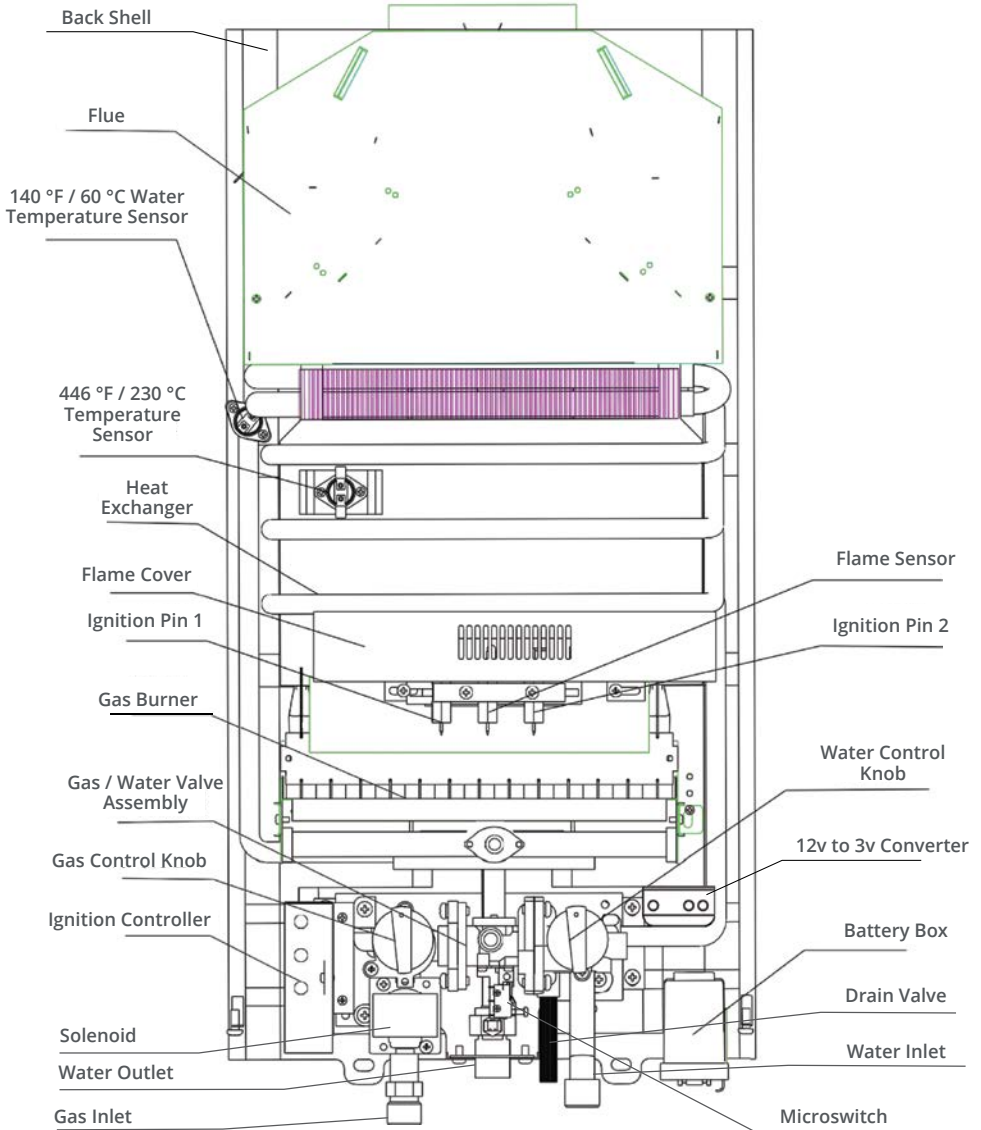 Back Shell
Flue
140 °F / 60 °C Water
Temperature Sensor
446 °F / 230 °C
Temperature
Sensor
Heat
Exchanger
Flame Cover
Ignition Pin 1
Gas Burner
Gas / Water Valve
Assembly
Gas Control Knob
Ignition Controller
Solenoid
Water Outlet
Gas Inlet
Flame Sensor
Ignition Pin 2
Water Control
Knob
12v to 3v Converter
Battery Box
Drain Valve
Water Inlet
Microswitch